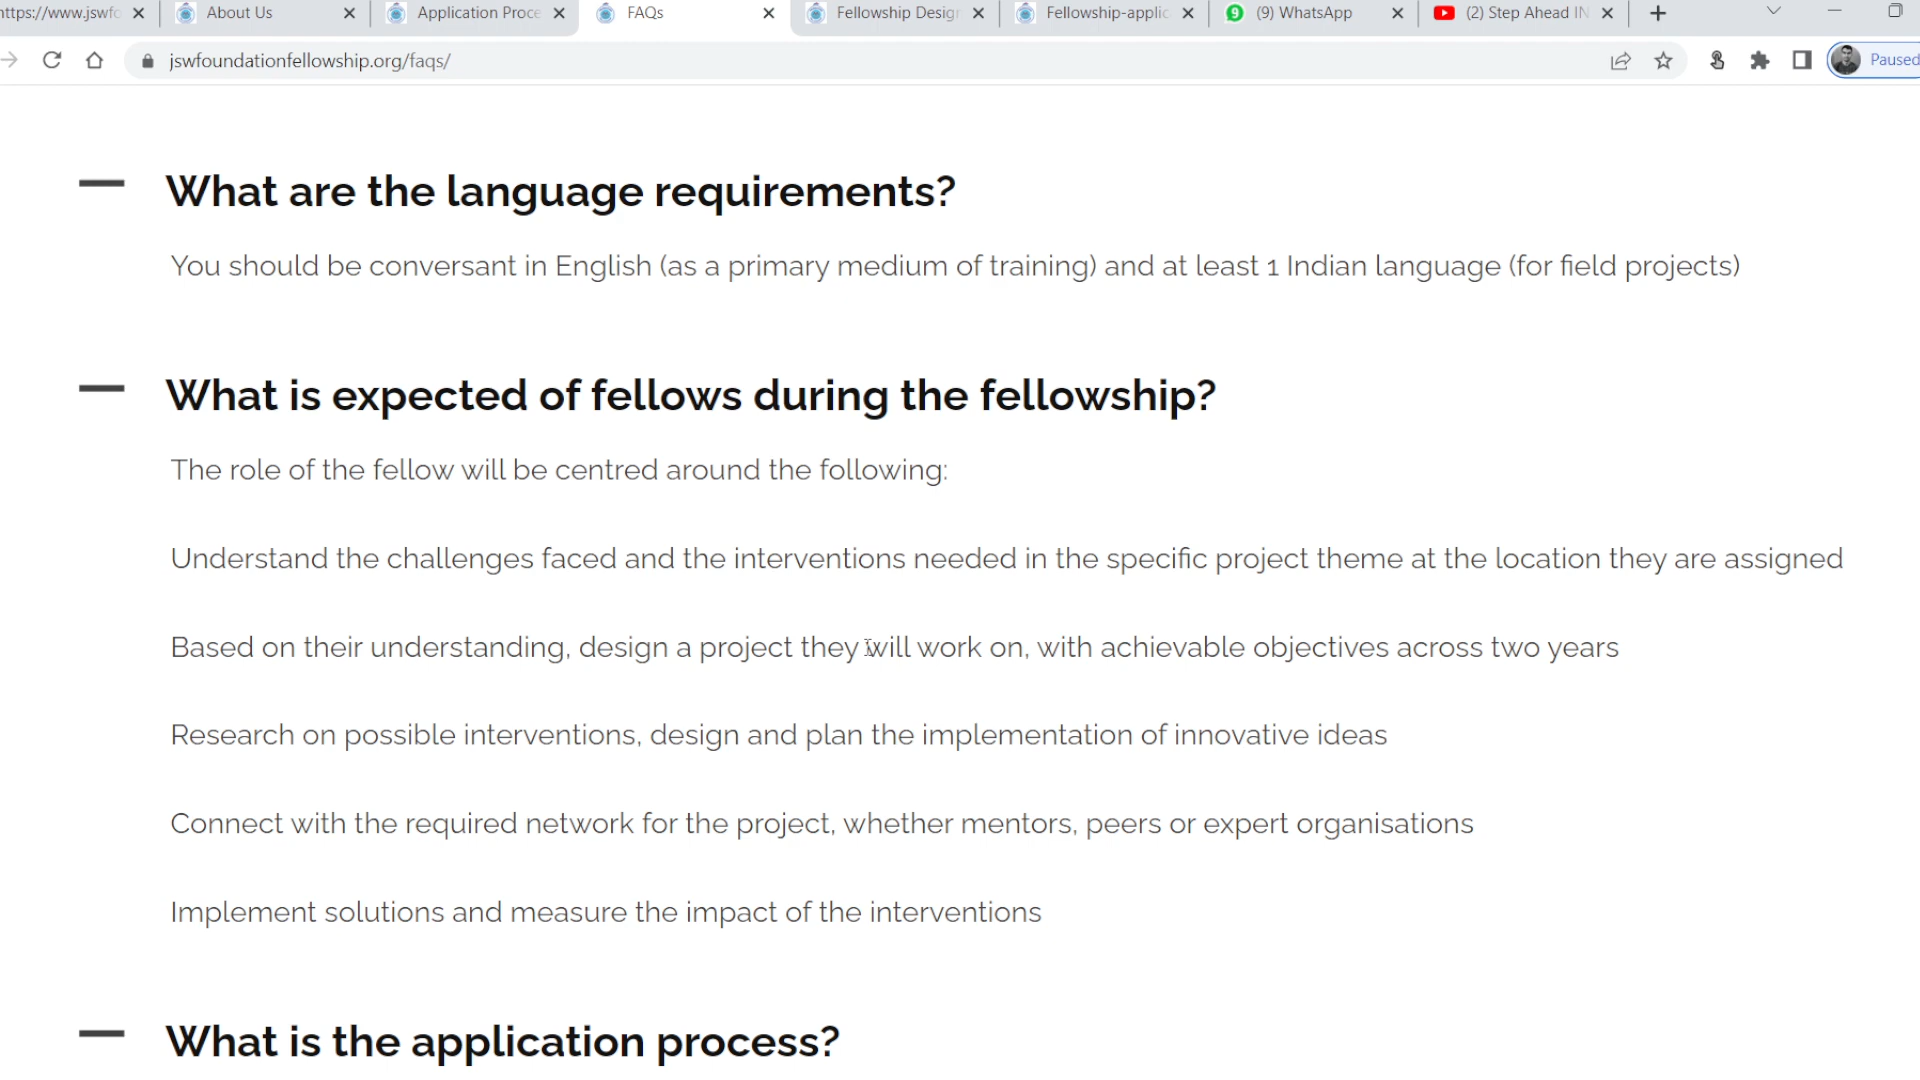 https://www.jswfo
About Us
Application Proce
FAQs
Fellowship Design
Fellowship-applic
(9) WhatsApp
(2) Step Ahead IN
jswfoundationfellowship.org/faqs/
Paused
What are the language requirements?
You should be conversant in English (as a primary medium of training) and at least 1 Indian language (for field projects)
What is expected of fellows during the fellowship?
The role of the fellow will be centred around the following:
Understand the challenges faced and the interventions needed in the specific project theme at the location they are assigned
Based on their understanding, design a project they will work on, with achievable objectives across two years
Research on possible interventions, design and plan the implementation of innovative ideas
Connect with the required network for the project, whether mentors, peers or expert organisations
Implement solutions and measure the impact of the interventions
What is the application process?